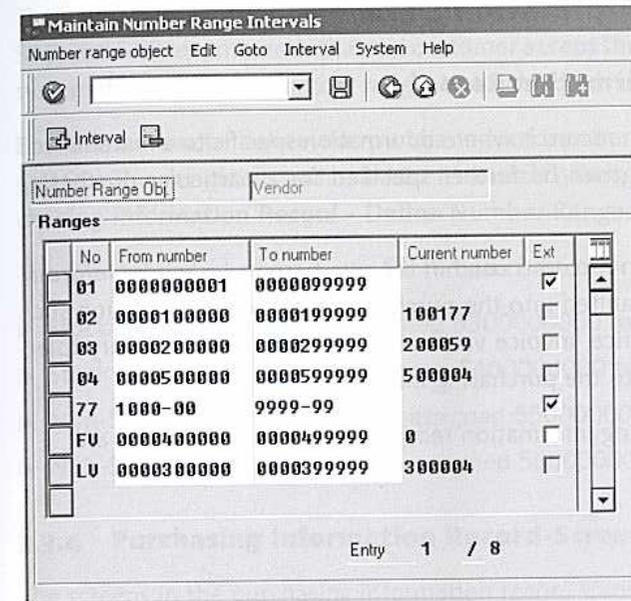 Maintain Number Range Intervals
Number range object Edit Goto Interval System Help
Interval
Number Range Obj. Vendor
Ranges
No From number To number Current number Ext
01 0000000001 0000099999
02 0000100000 0000199999 100177
03 0000200000 0000299999 200059
04 0000500000 0000599999 500004
77 1000-00 9999-99
FV 0000400000 0000499999 0
LV 0000300000 0000399999 300004
Entry 1 / 8